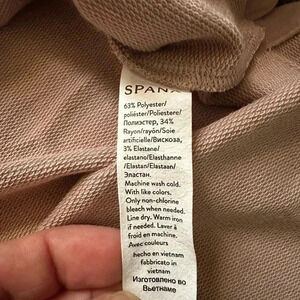 SPANX
63% Polyester/
poliéster/Poliestere/
Полиэстер, 34%
Rayon/rayón/Soie
artificielle/Вискоза,
3% Elastane/
elastano/Elasthanne
/Elastan/Elastaan/
Эластан.
Machine wash cold.
With like colors.
Only non-chlorine
bleach when needed.
Line dry. Warm iron
if needed. Laver à
froid en machine.
Avec couleurs
hecho en vietnam
fabbricato in
vietnam
Изготовлено во
Вьетнаме